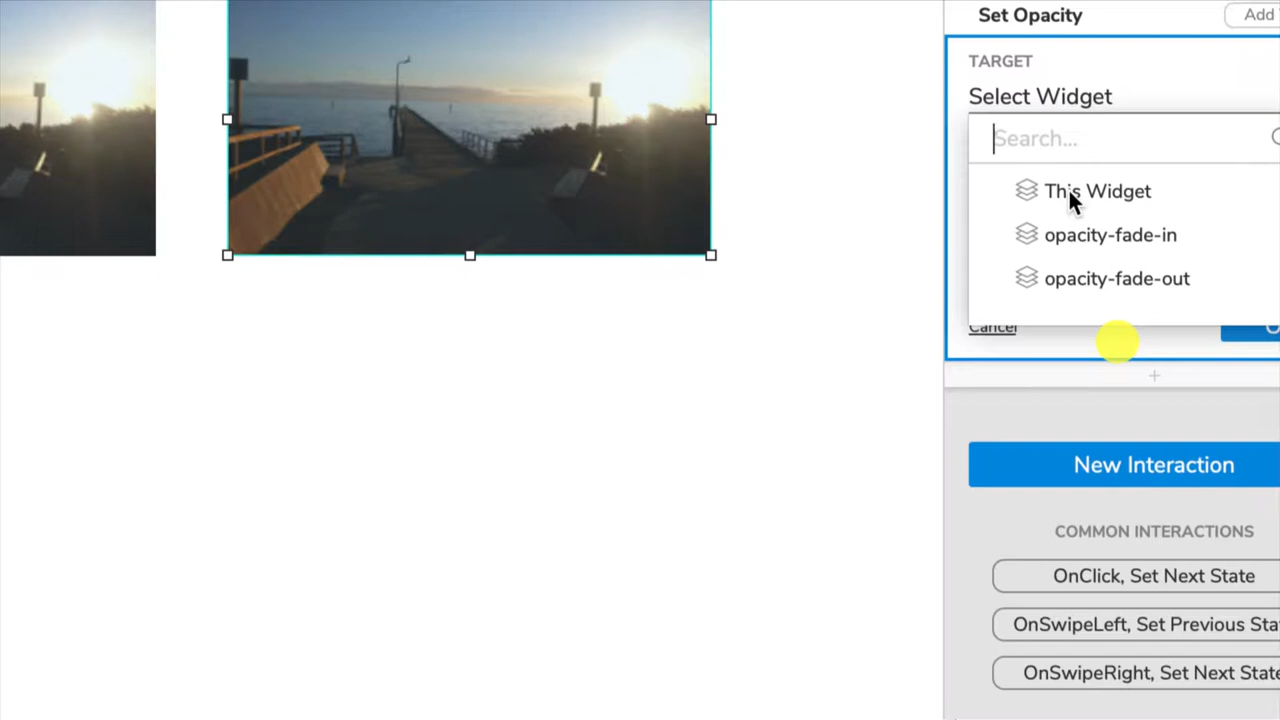 Set Opacity
Add
TARGET
Select Widget
Search...
This Widget
opacity-fade-in
opacity-fade-out
Cancel
New Interaction
COMMON INTERACTIONS
OnClick, Set Next State
OnSwipeLeft, Set Previous Sta
OnSwipeRight, Set Next State